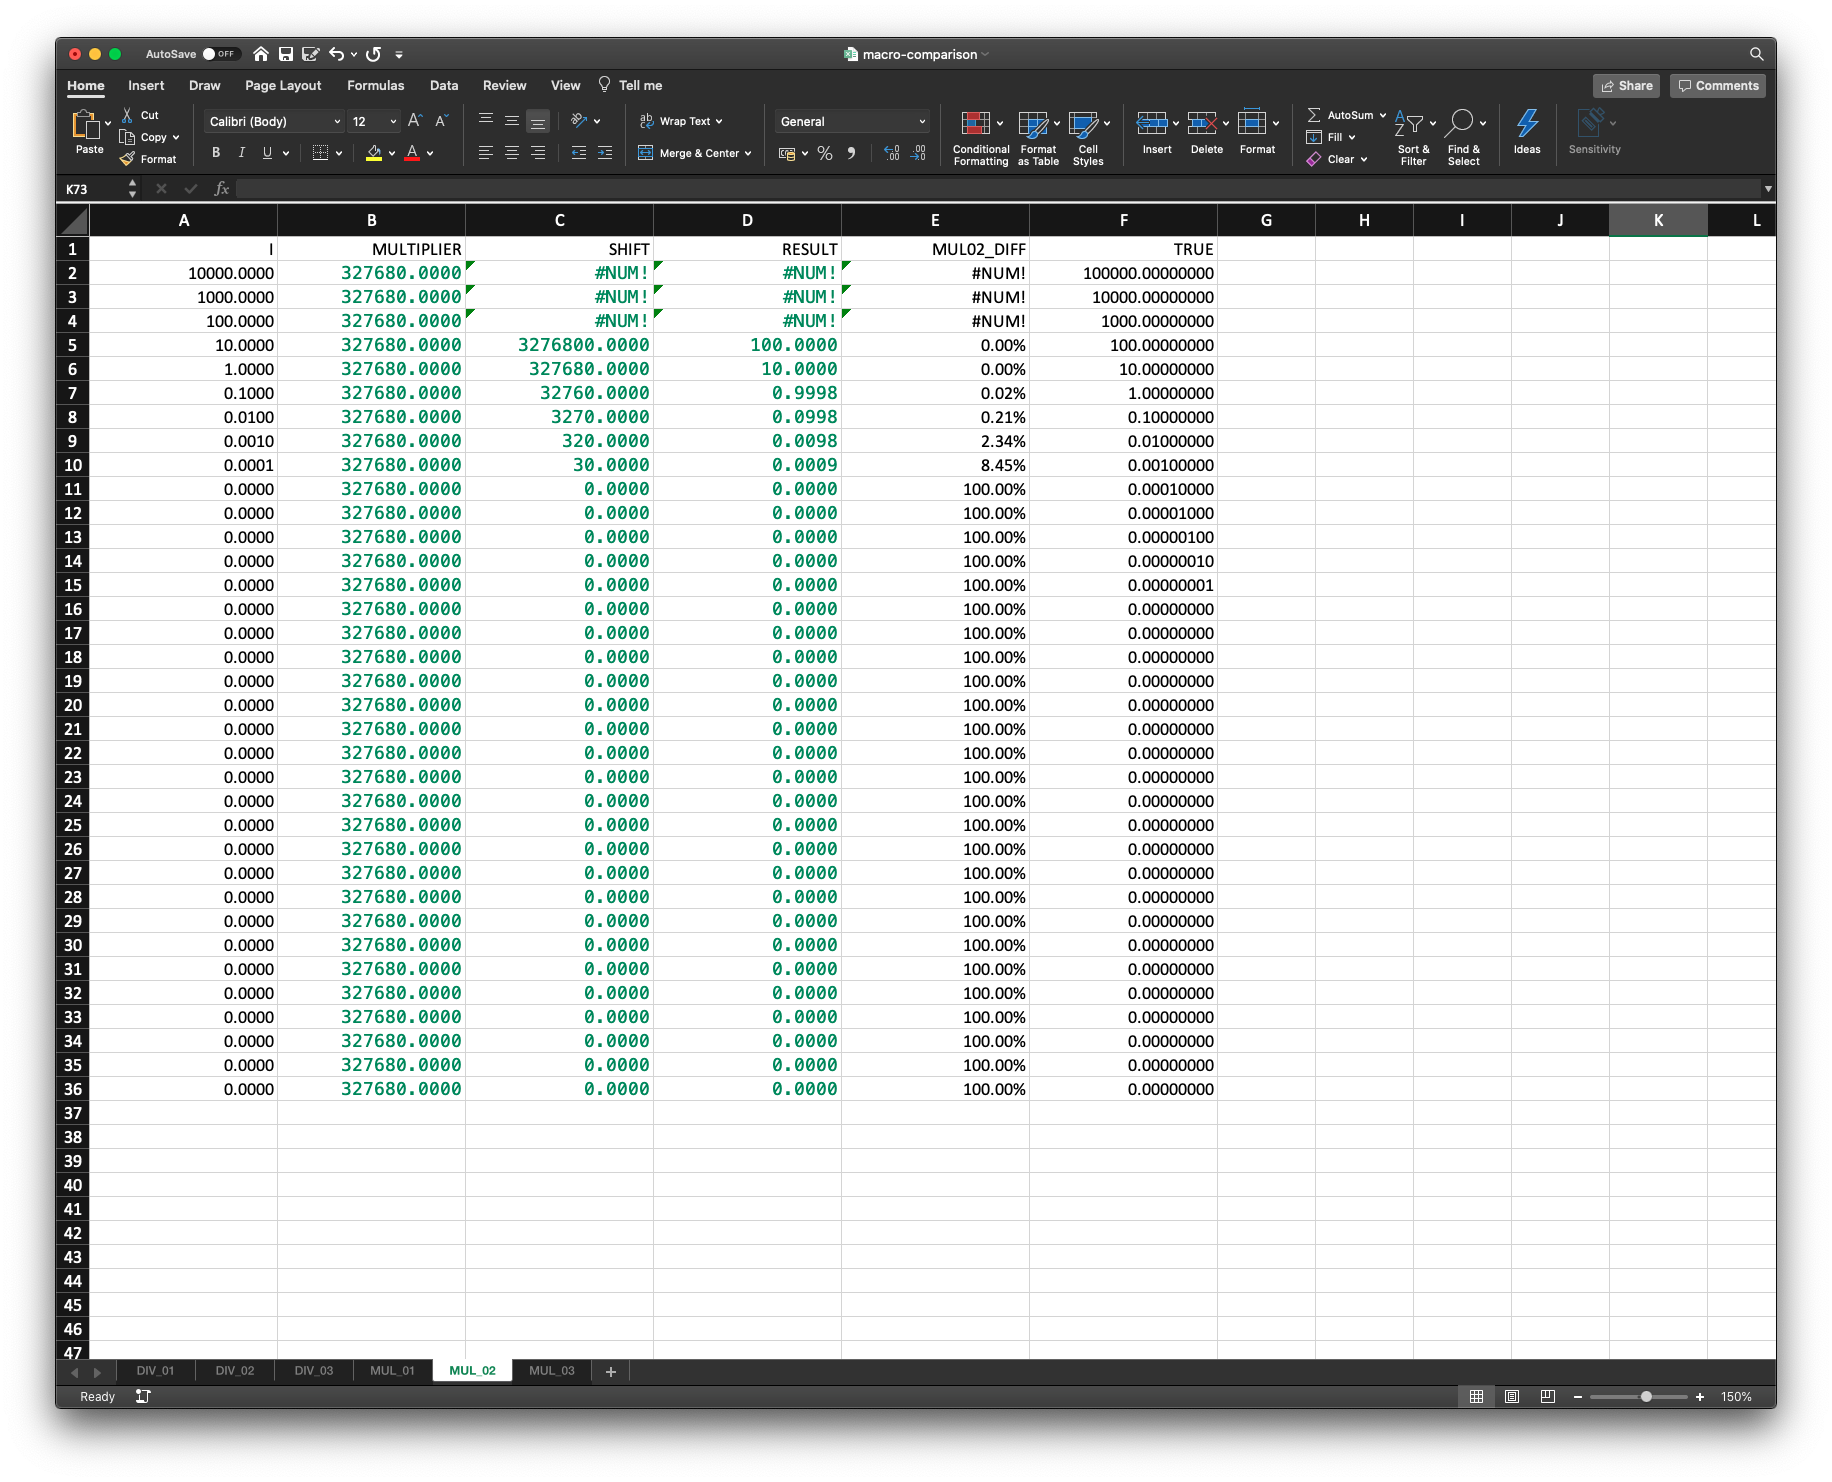 AutoSave OFF macro-comparison
Home Insert Draw Page Layout Formulas Data Review View Tell me Share Comments
Paste Cut Copy Format
Calibri (Body) 12 A A
B I U A
Wrap Text
Merge & Center
General
% 
Conditional Formatting Format as Table Cell Styles
Insert Delete Format
AutoSum Fill Clear
Sort & Filter Find & Select
Ideas Sensitivity
K73 fx
A B C D E F G H I J K L
1 I MULTIPLIER SHIFT RESULT MUL02_DIFF TRUE
2 10000.0000 327680.0000 #NUM! #NUM! #NUM! 100000.00000000
3 1000.0000 327680.0000 #NUM! #NUM! #NUM! 10000.00000000
4 100.0000 327680.0000 #NUM! #NUM! #NUM! 1000.00000000
5 10.0000 327680.0000 3276800.0000 100.0000 0.00% 100.00000000
6 1.0000 327680.0000 327680.0000 10.0000 0.00% 10.00000000
7 0.1000 327680.0000 32760.0000 0.9998 0.02% 1.00000000
8 0.0100 327680.0000 3270.0000 0.0998 0.21% 0.10000000
9 0.0010 327680.0000 320.0000 0.0098 2.34% 0.01000000
10 0.0001 327680.0000 30.0000 0.0009 8.45% 0.00100000
11 0.0000 327680.0000 0.0000 0.0000 100.00% 0.00010000
12 0.0000 327680.0000 0.0000 0.0000 100.00% 0.00001000
13 0.0000 327680.0000 0.0000 0.0000 100.00% 0.00000100
14 0.0000 327680.0000 0.0000 0.0000 100.00% 0.00000010
15 0.0000 327680.0000 0.0000 0.0000 100.00% 0.00000001
16 0.0000 327680.0000 0.0000 0.0000 100.00% 0.00000000
17 0.0000 327680.0000 0.0000 0.0000 100.00% 0.00000000
18 0.0000 327680.0000 0.0000 0.0000 100.00% 0.00000000
19 0.0000 327680.0000 0.0000 0.0000 100.00% 0.00000000
20 0.0000 327680.0000 0.0000 0.0000 100.00% 0.00000000
21 0.0000 327680.0000 0.0000 0.0000 100.00% 0.00000000
22 0.0000 327680.0000 0.0000 0.0000 100.00% 0.00000000
23 0.0000 327680.0000 0.0000 0.0000 100.00% 0.00000000
24 0.0000 327680.0000 0.0000 0.0000 100.00% 0.00000000
25 0.0000 327680.0000 0.0000 0.0000 100.00% 0.00000000
26 0.0000 327680.0000 0.0000 0.0000 100.00% 0.00000000
27 0.0000 327680.0000 0.0000 0.0000 100.00% 0.00000000
28 0.0000 327680.0000 0.0000 0.0000 100.00% 0.00000000
29 0.0000 327680.0000 0.0000 0.0000 100.00% 0.00000000
30 0.0000 327680.0000 0.0000 0.0000 100.00% 0.00000000
31 0.0000 327680.0000 0.0000 0.0000 100.00% 0.00000000
32 0.0000 327680.0000 0.0000 0.0000 100.00% 0.00000000
33 0.0000 327680.0000 0.0000 0.0000 100.00% 0.00000000
34 0.0000 327680.0000 0.0000 0.0000 100.00% 0.00000000
35 0.0000 327680.0000 0.0000 0.0000 100.00% 0.00000000
36 0.0000 327680.0000 0.0000 0.0000 100.00% 0.00000000
37
38
39
40
41
42
43
44
45
46
47
DIV_01 DIV_02 DIV_03 MUL_01 MUL_02 MUL_03 +
Ready - + 150%